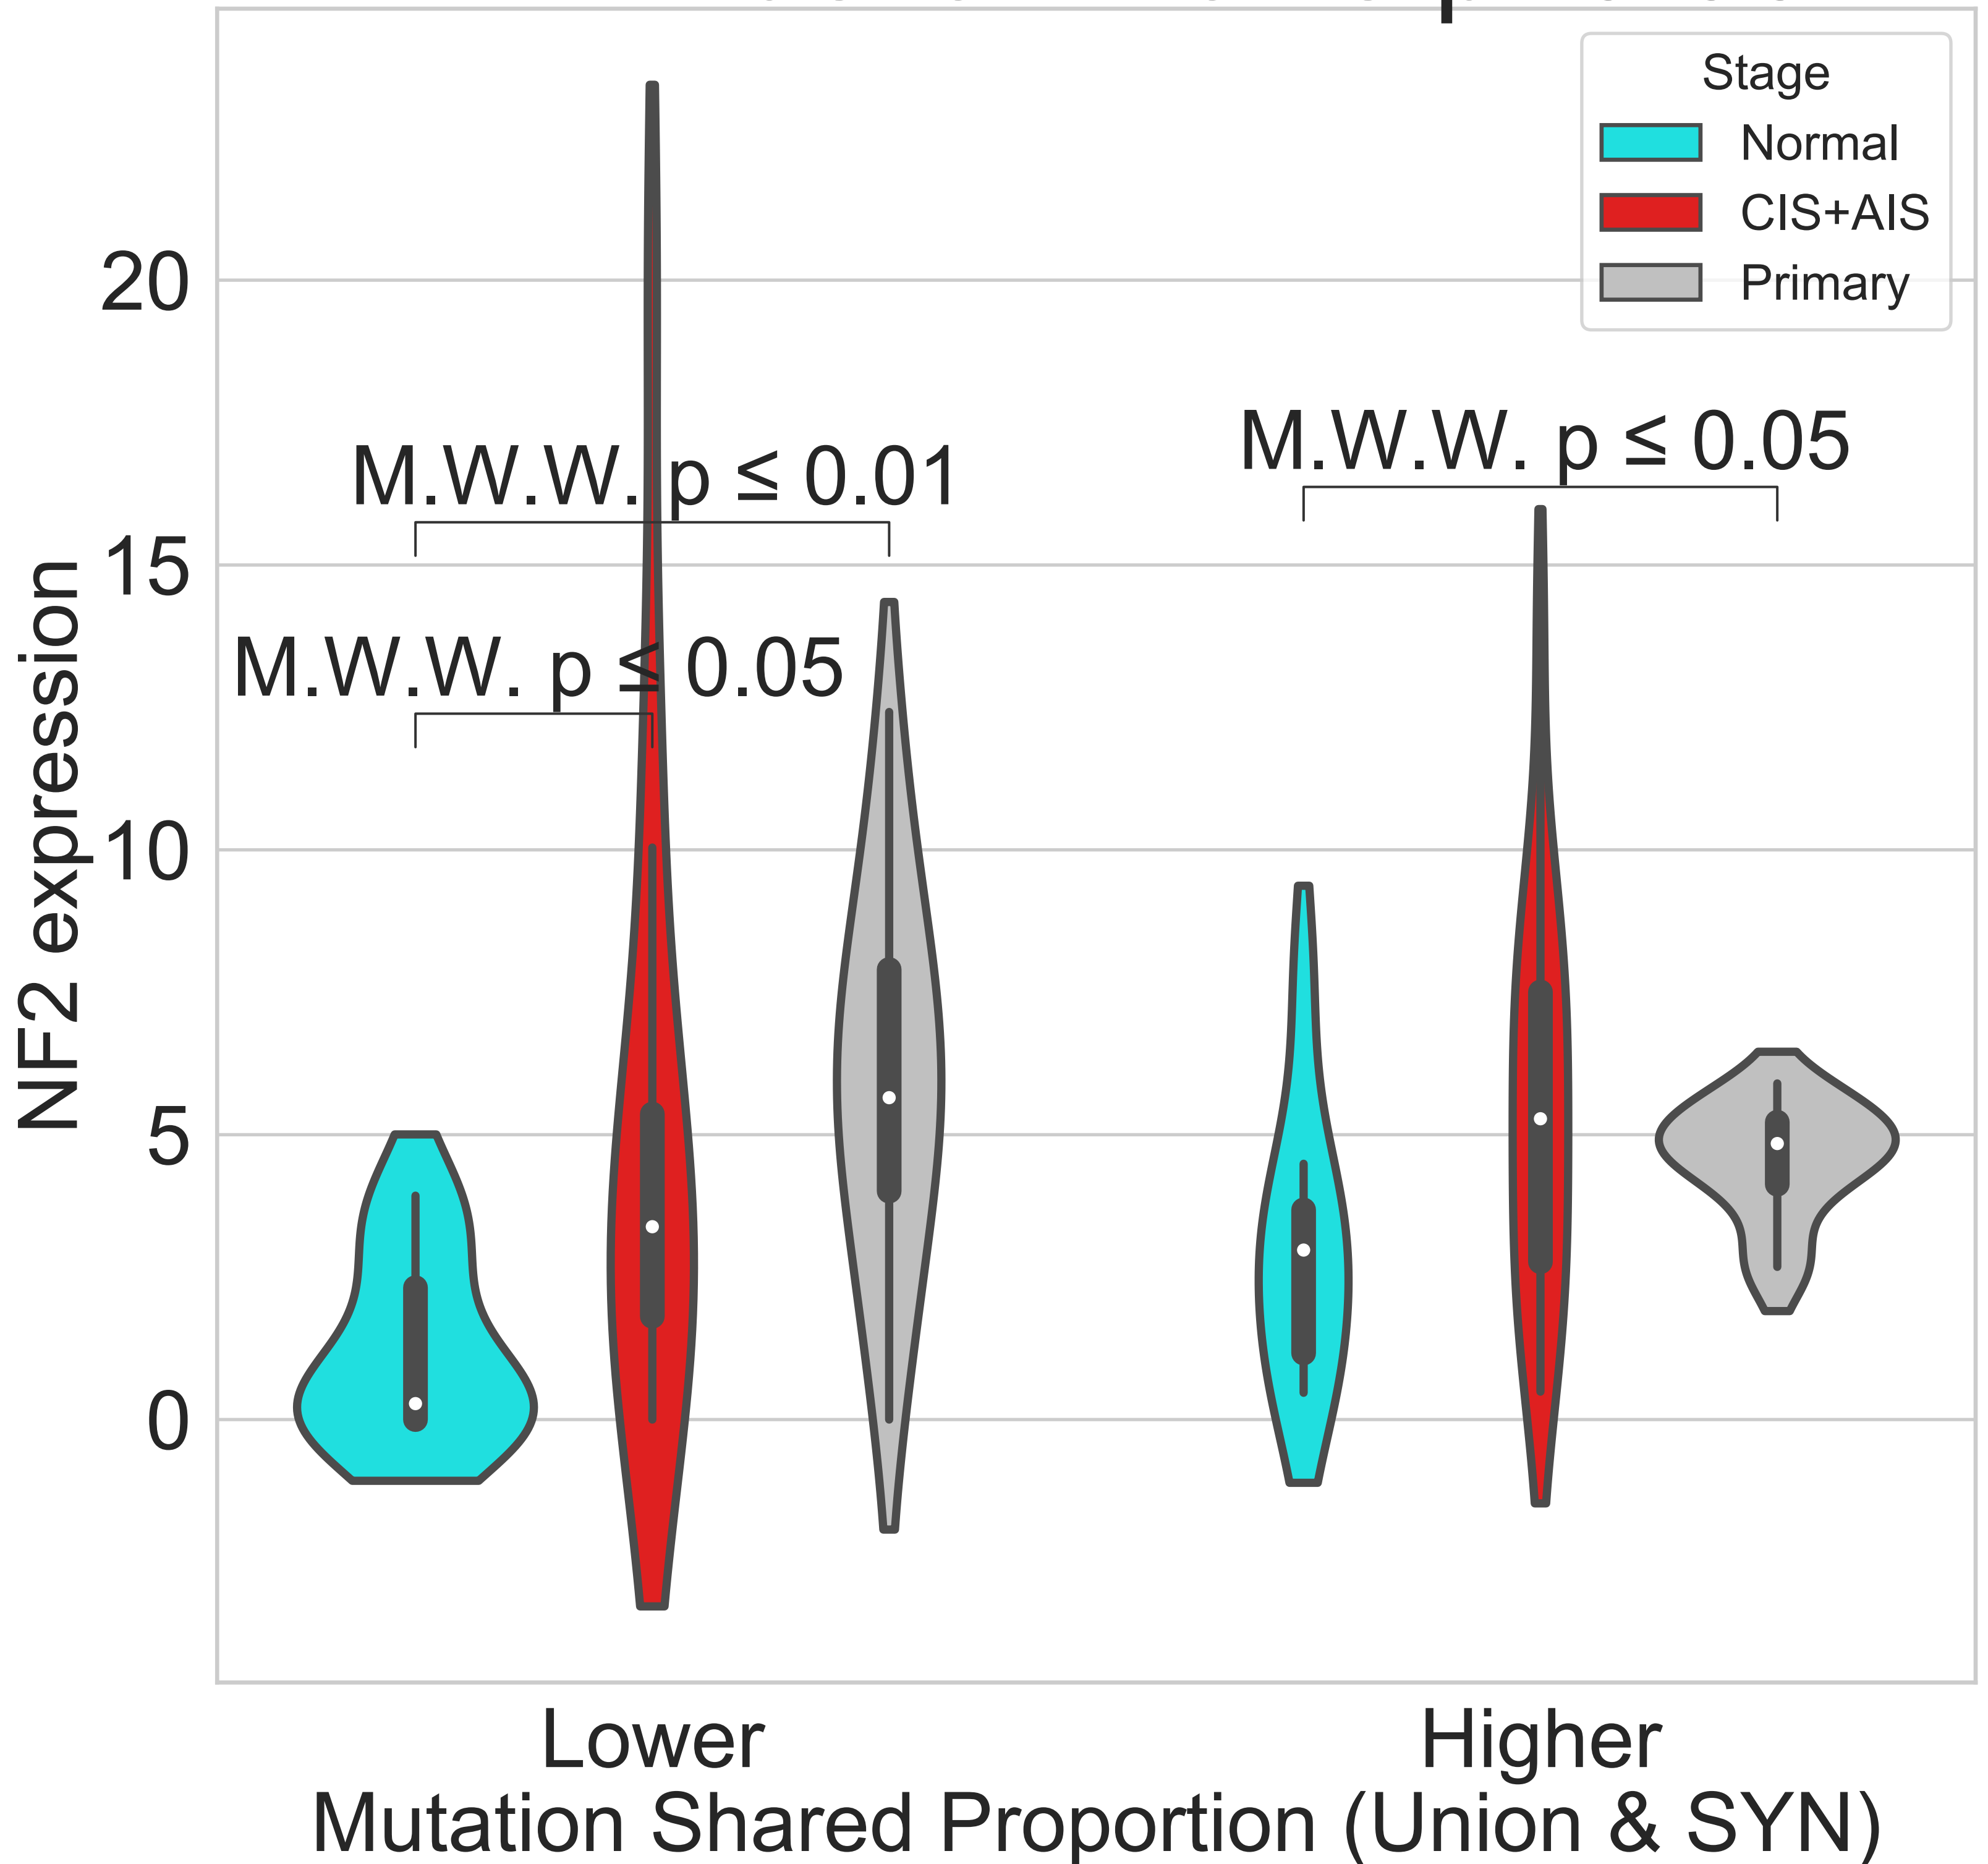 Stage
Normal
CIS+AIS
Primary
20
15
10
5
0
NF2 expression
M.W.W. p ≤ 0.01
M.W.W. p ≤ 0.05
M.W.W. p ≤ 0.05
Lower
Higher
Mutation Shared Proportion (Union & SYN)